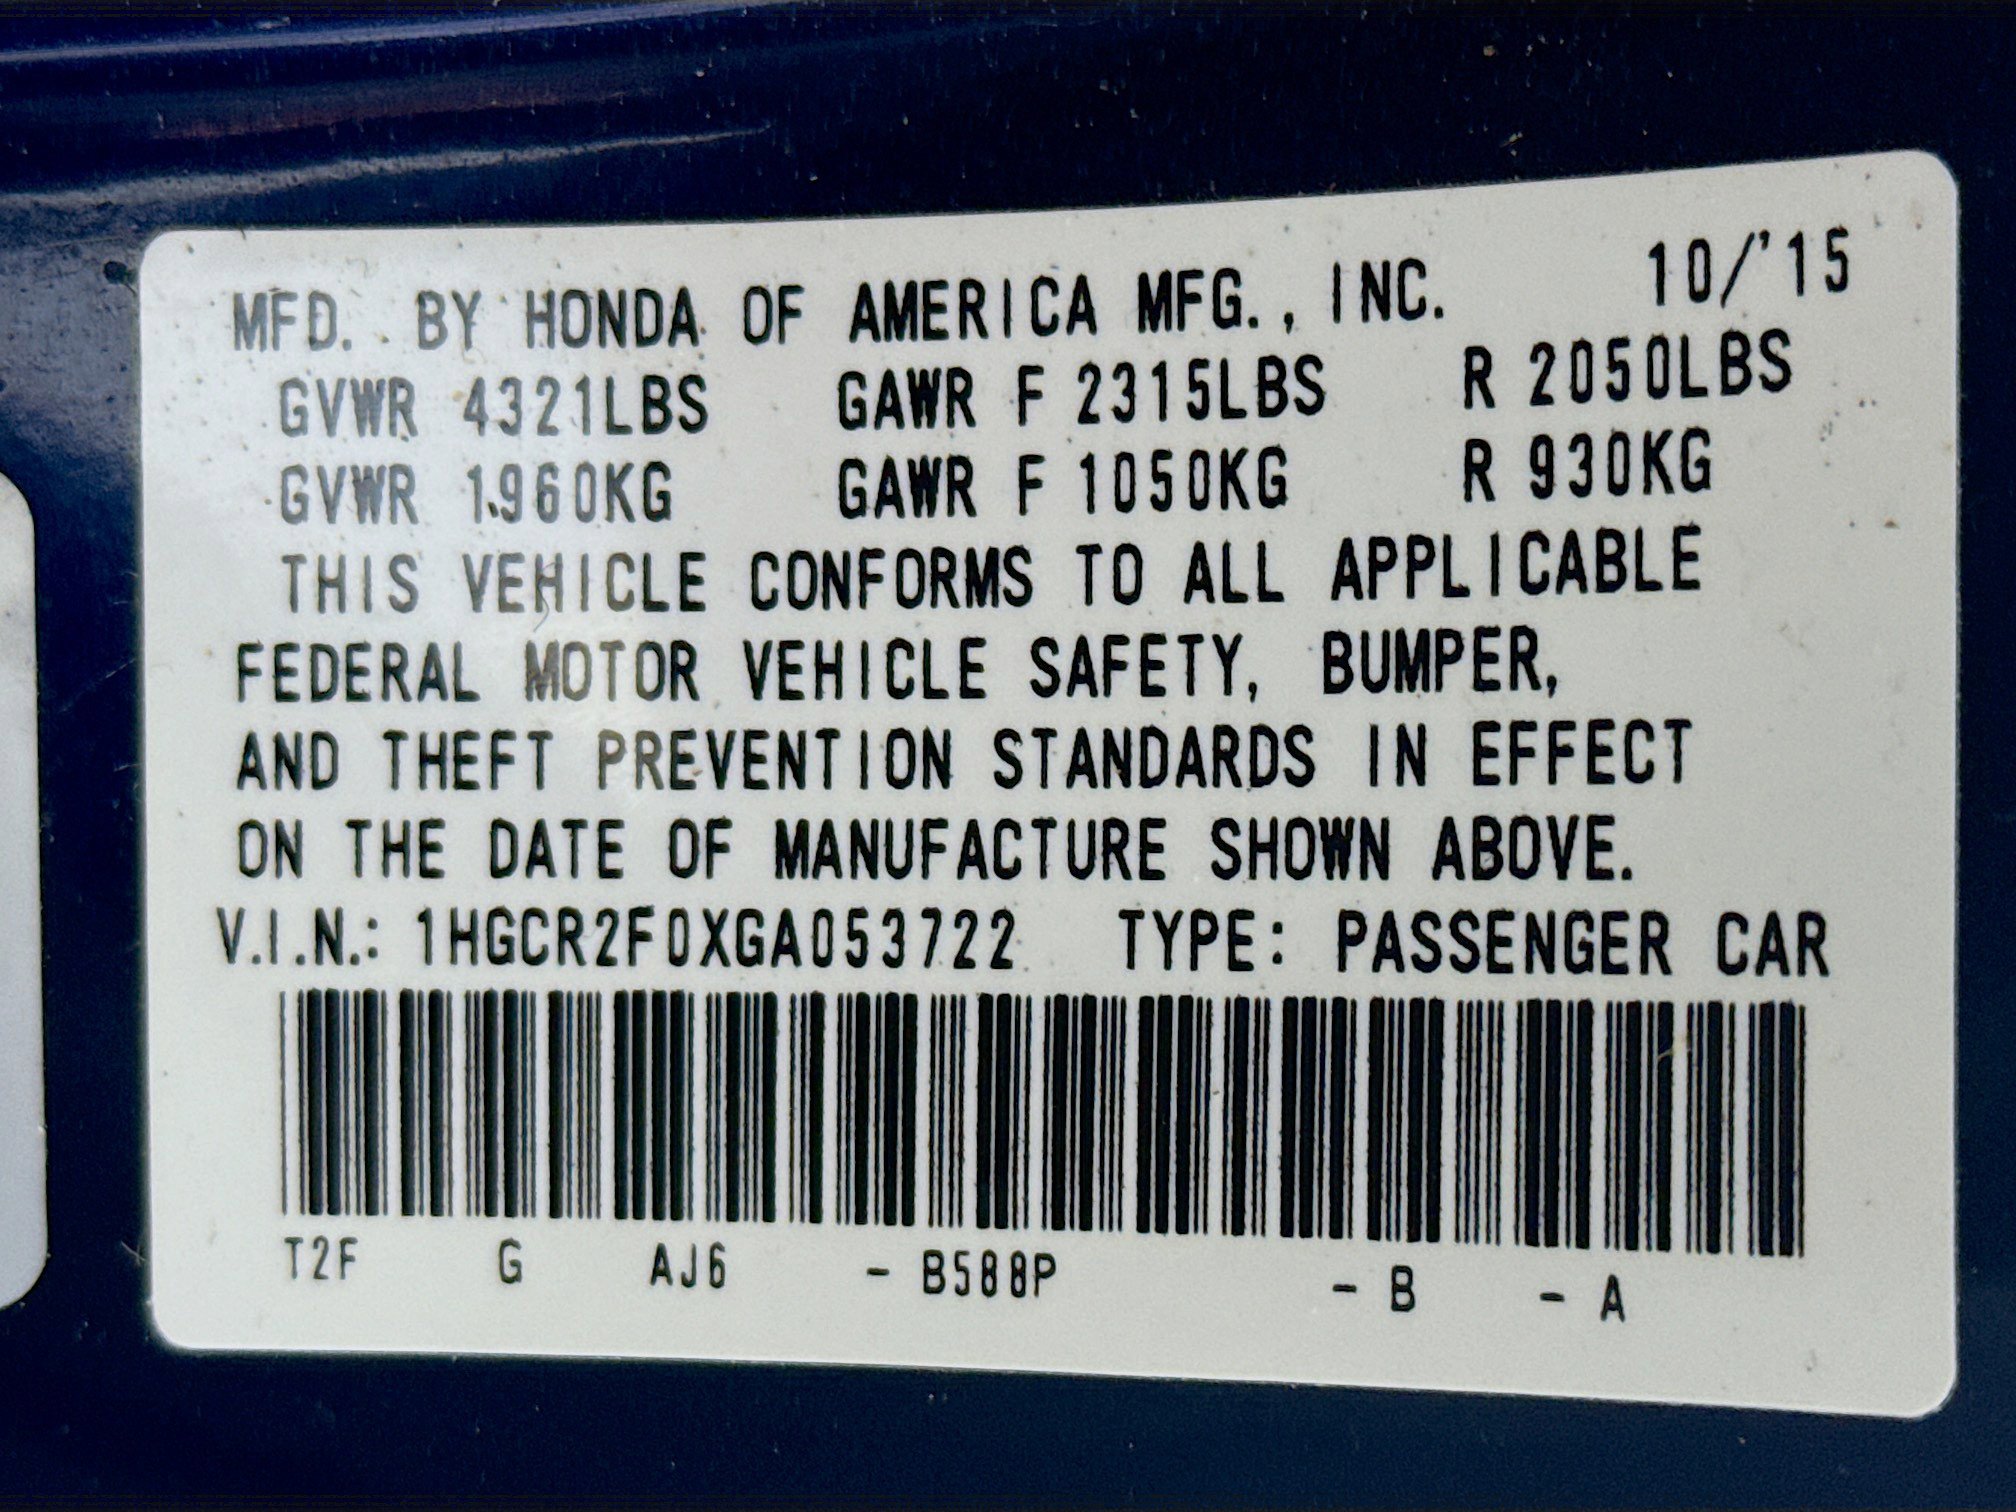 MFD. BY HONDA OF AMERICA MFG., INC. 10/'15
GVWR 4321LBS GAWR F 2315LBS R 2050LBS
GVWR 1960KG GAWR F 1050KG R 930KG
THIS VEHICLE CONFORMS TO ALL APPLICABLE
FEDERAL MOTOR VEHICLE SAFETY, BUMPER,
AND THEFT PREVENTION STANDARDS IN EFFECT
ON THE DATE OF MANUFACTURE SHOWN ABOVE.
V.I.N.: 1HGCR2F0XGA053722 TYPE: PASSENGER CAR
T2F G AJ6 - B588P - B - A